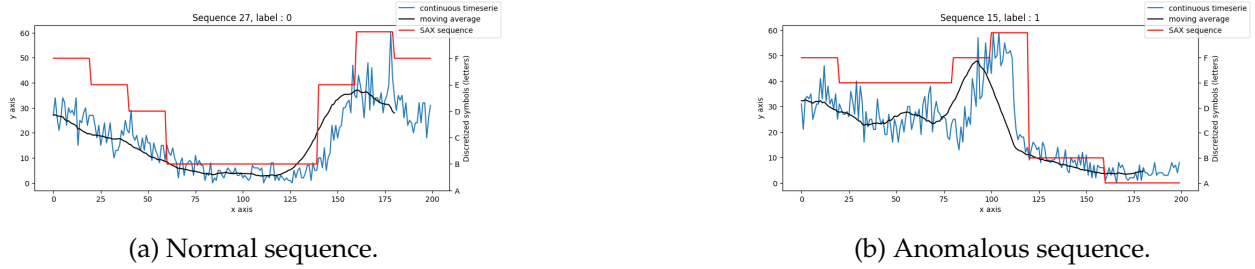 Sequence 27, label : 0
continuous timeserie
moving average
SAX sequence
60
50
40
30
20
10
0
y axis
F
E
D
C
B
A
Discretized symbols (letters)
0 25 50 75 100 125 150 175 200
x axis
(a) Normal sequence.
Sequence 15, label : 1
continuous timeserie
moving average
SAX sequence
60
50
40
30
20
10
0
y axis
F
E
D
C
B
A
Discretized symbols (letters)
0 25 50 75 100 125 150 175 200
x axis
(b) Anomalous sequence.